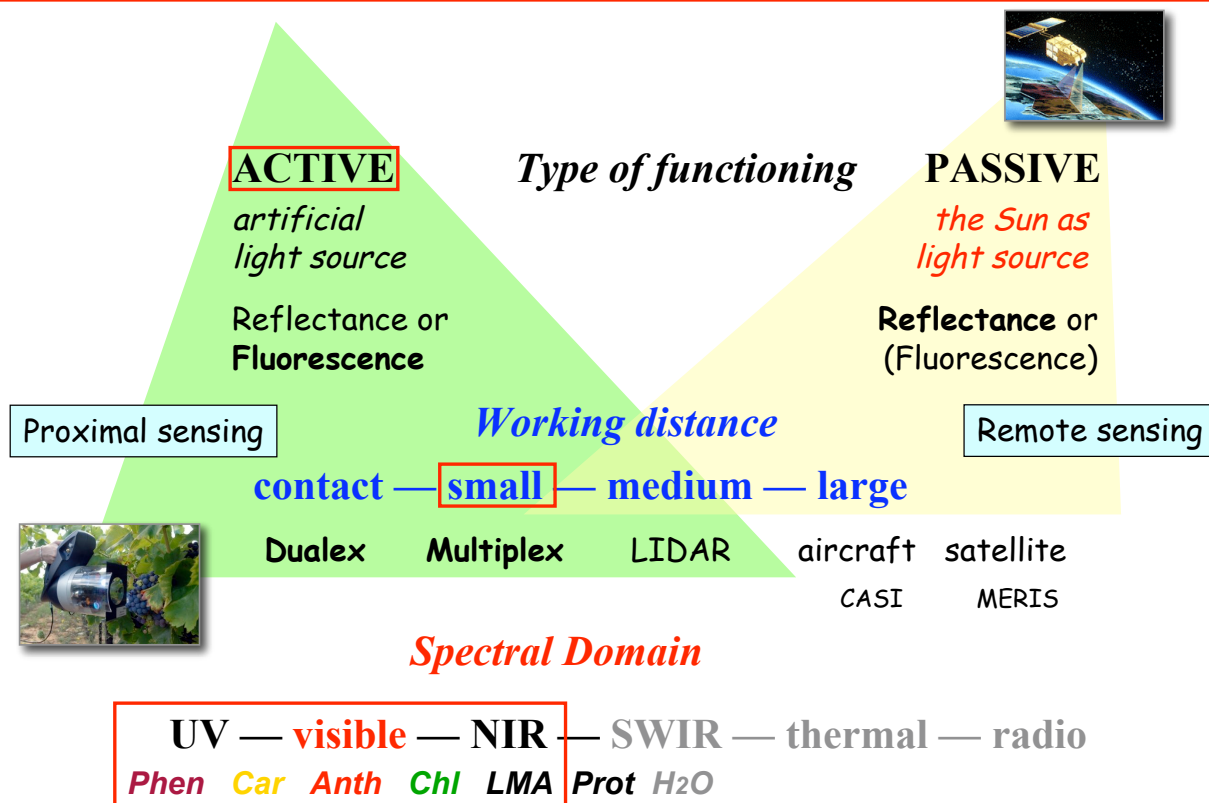 ACTIVE Type of functioning PASSIVE
artificial
light source
the Sun as
light source
Reflectance or
Fluorescence
Reflectance or
(Fluorescence)
Proximal sensing
Working distance
Remote sensing
contact — small — medium — large
Dualex Multiplex LIDAR aircraft satellite
CASI MERIS
Spectral Domain
UV — visible — NIR — SWIR — thermal — radio
Phen Car Anth Chl LMA Prot H2O